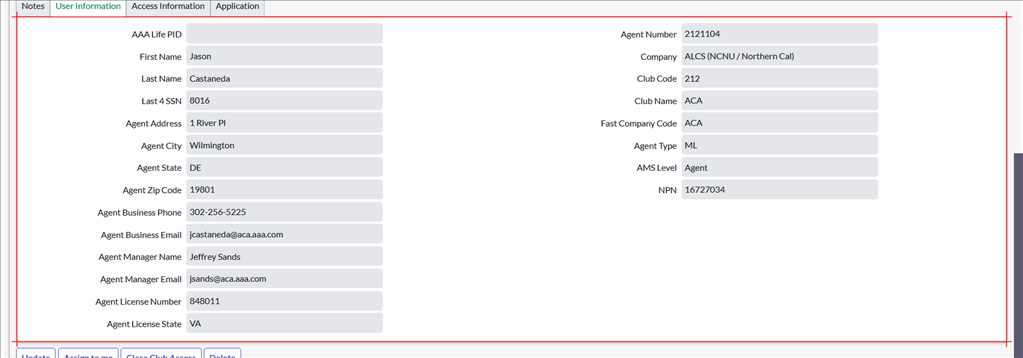 Notes User Information Access Information Application
AAA Life PID
First Name Jason
Last Name Castaneda
Last 4 SSN 8016
Agent Address 1 River Pl
Agent City Wilmington
Agent State DE
Agent Zip Code 19801
Agent Business Phone 302-256-5225
Agent Business Email jcastaneda@aca.aaa.com
Agent Manager Name Jeffrey Sands
Agent Manager Email jsands@aca.aaa.com
Agent License Number 848011
Agent License State VA
Agent Number 2121104
Company ALCS (NCNU / Northern Cal)
Club Code 212
Club Name ACA
Fast Company Code ACA
Agent Type ML
AMS Level Agent
NPN 16727034
Update Assign to me Close Club Access Delete